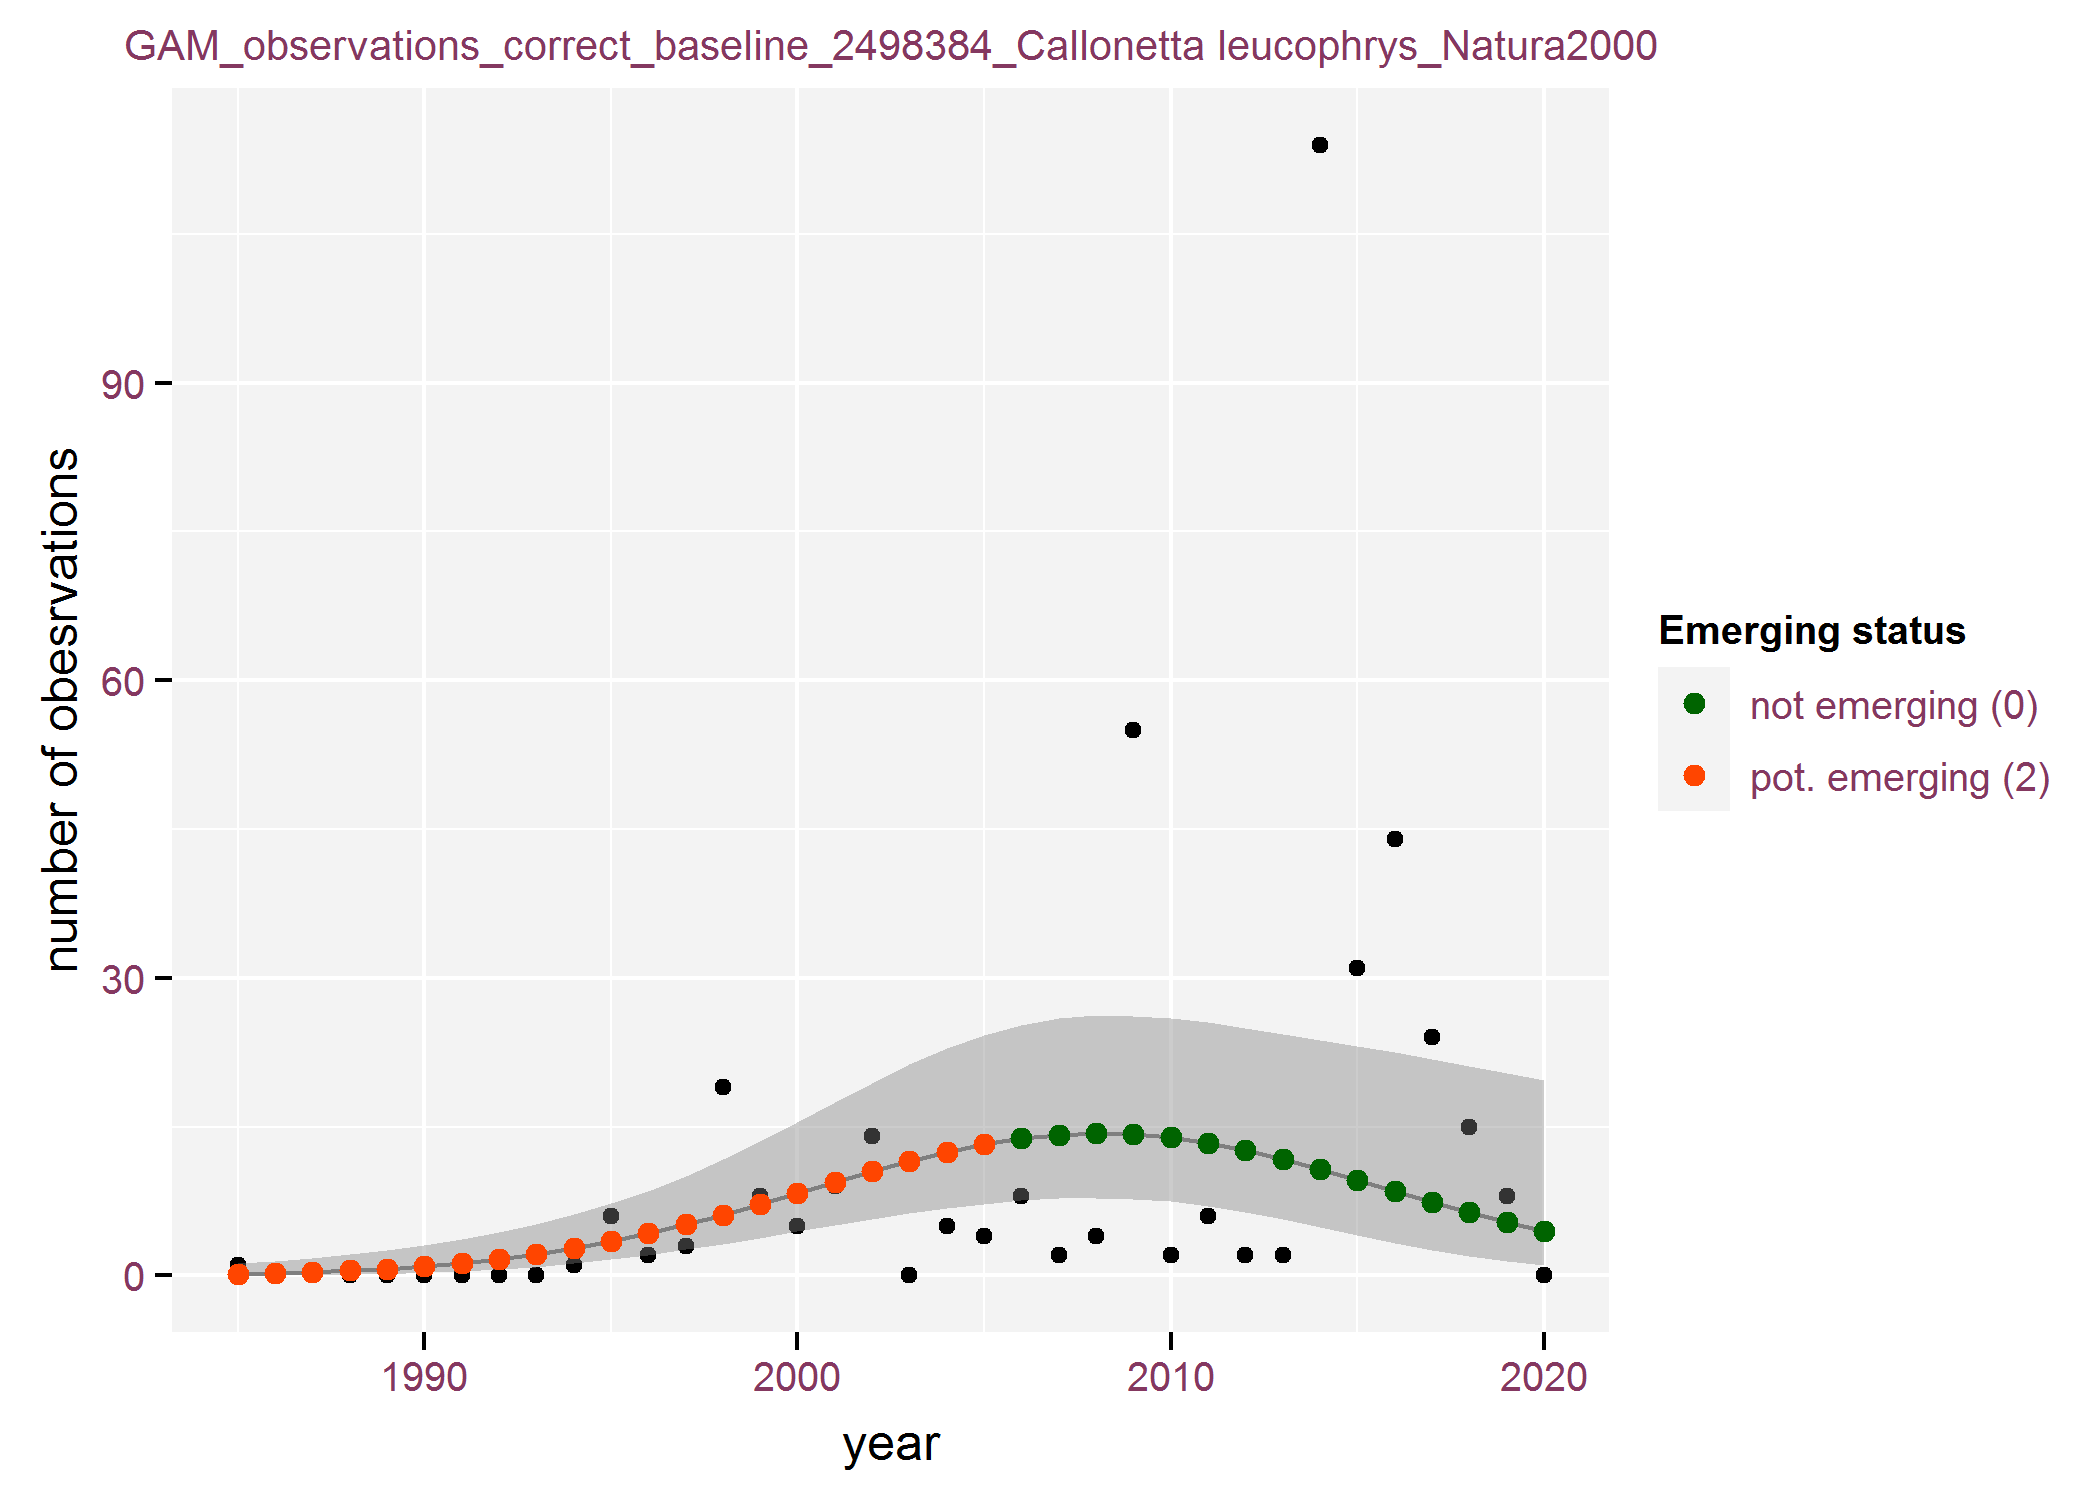 GAM_observations_correct_baseline_2498384_Callonetta leucophrys_Natura2000
90
60
30
0
number of obesrvations
1990
2000
2010
2020
year
Emerging status
not emerging (0)
pot. emerging (2)